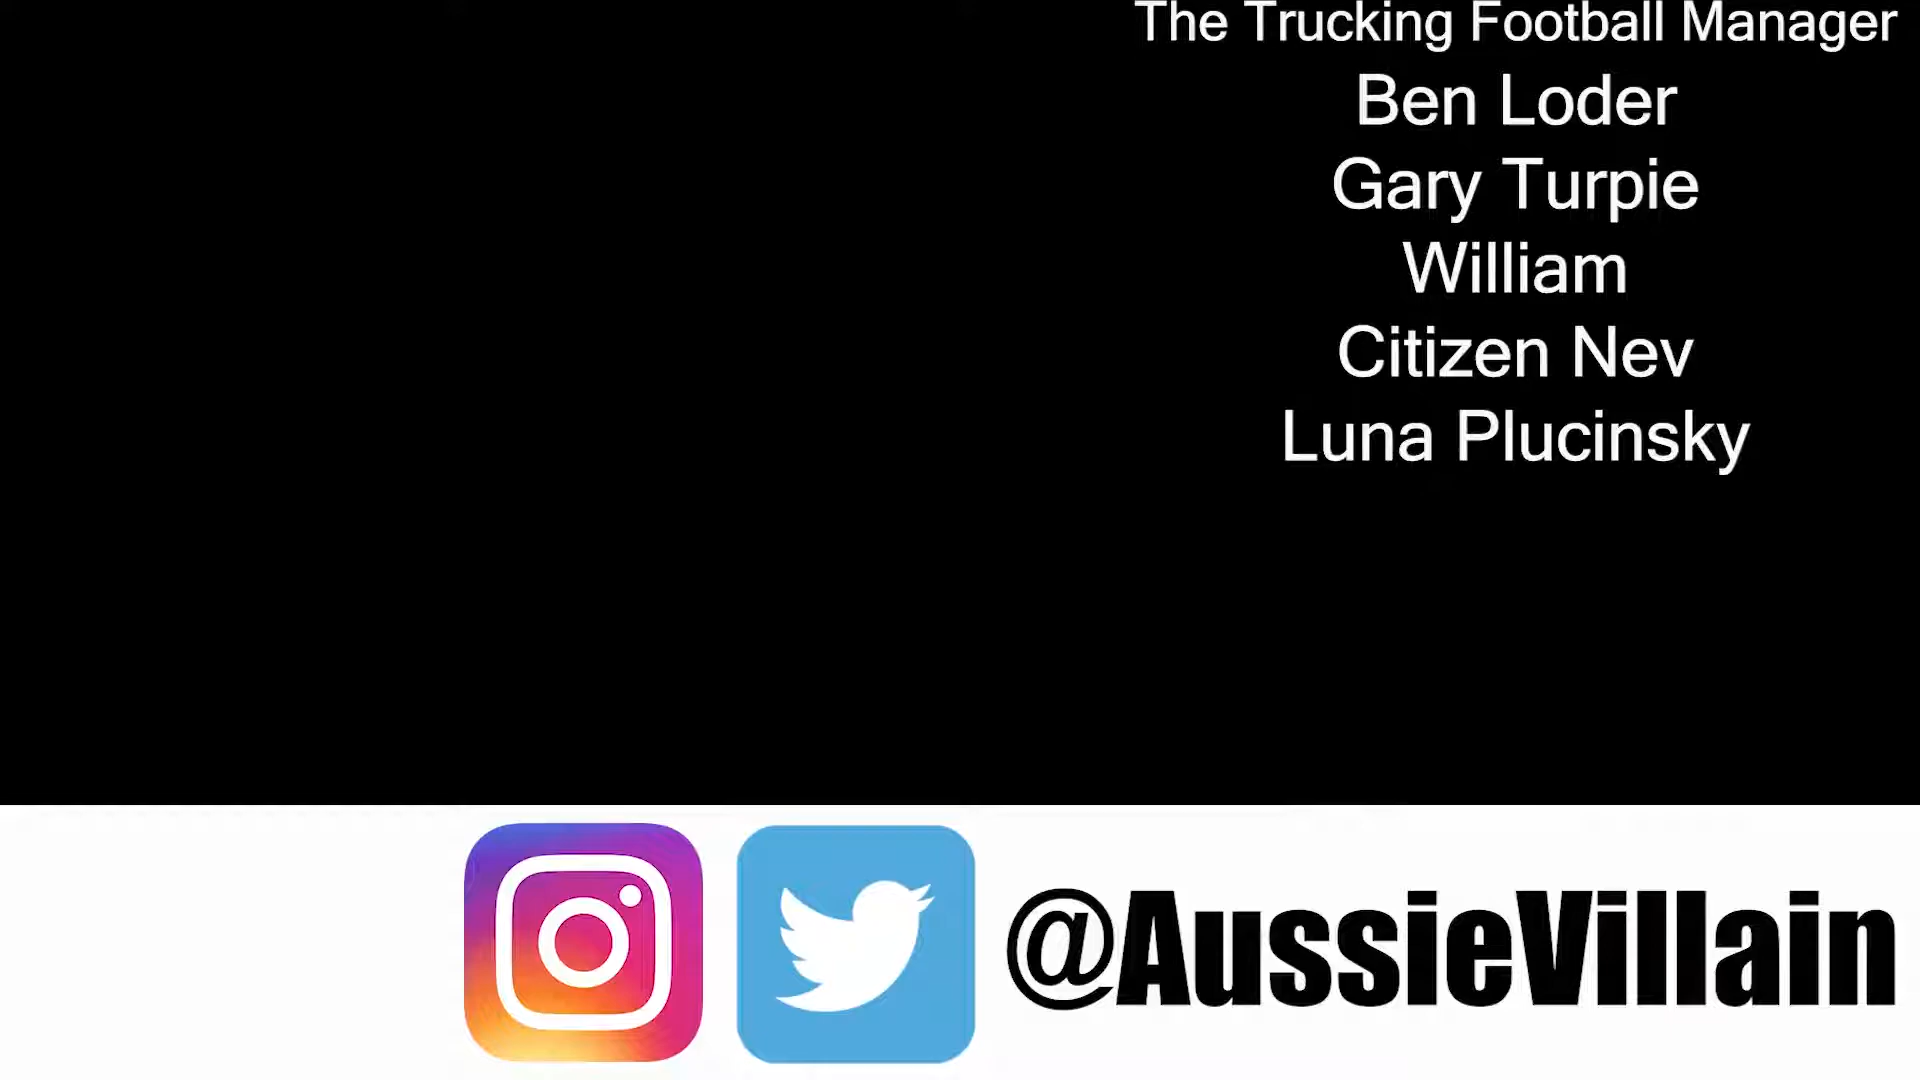 The Trucking Football Manager
Ben Loder
Gary Turpie
William
Citizen Nev
Luna Plucinsky
@AussieVillain